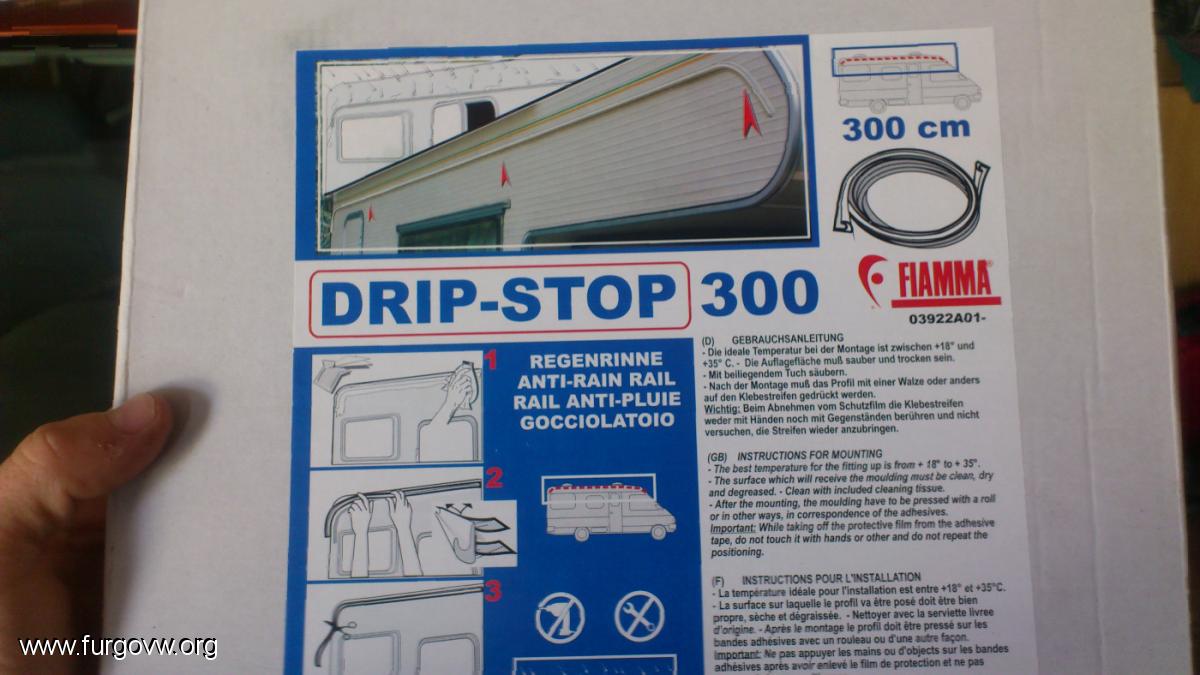 300 cm
FIAMMA®
03922A01-
DRIP-STOP 300
1
2
3
REGENRINNE
ANTI-RAIN RAIL
RAIL ANTI-PLUIE
GOCCIOLATOIO
(D) GEBRAUCHSANLEITUNG
- Die ideale Temperatur bei der Montage ist zwischen +18° und
+35° C. - Die Auflagefläche muß sauber und trocken sein.
- Mit beiliegendem Tuch säubern.
- Nach der Montage muß das Profil mit einer Walze oder anders
auf den Klebestreifen gedrückt werden.
Wichtig: Beim Abnehmen vom Schutzfilm die Klebestreifen
weder mit Händen noch mit Gegenständen berühren und nicht
versuchen, die Streifen wieder anzubringen.
(GB) INSTRUCTIONS FOR MOUNTING
- The best temperature for the fitting up is from + 18° to + 35°.
- The surface which will receive the moulding must be clean, dry
and degreased. - Clean with included cleaning tissue.
- After the mounting, the moulding have to be pressed with a roll
or in other ways, in correspondence of the adhesives.
Important: While taking off the protective film from the adhesive
tape, do not touch it with hands or other and do not repeat the
positioning.
(F) INSTRUCTIONS POUR L'INSTALLATION
- La température idéale pour l'installation est entre +18° et +35°C.
- La surface sur laquelle le profil va être posé doit être bien
propre, sèche et dégraissée. - Nettoyer avec la serviette livree
d'origine. - Après le montage le profil doit être pressé sur les
bandes adhésives avec un rouleau ou d'une autre façon.
Important: Ne pas appuyer les mains ou d'objects sur les bandes
adhésives après avoir enlevé le film de protection et ne pas
www.furgovw.org